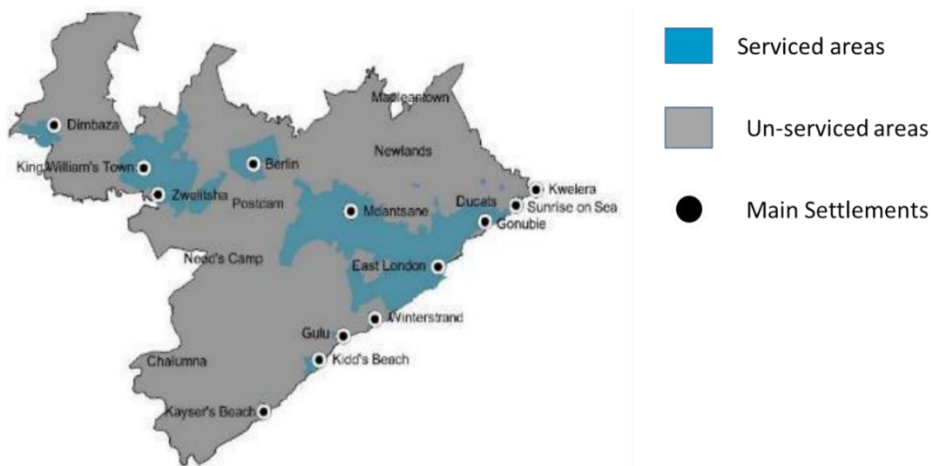 Serviced areas
Un-serviced areas
Main Settlements
Macleantown
Dimbaza
Newlands
King William's Town
Berlin
Kwelera
Zwelitsha
Postdam
Mdantsane
Ducats
Sunrise on Sea
Gonubie
Need's Camp
East London
Winterstrand
Gulu
Chalumna
Kidd's Beach
Kayser's Beach